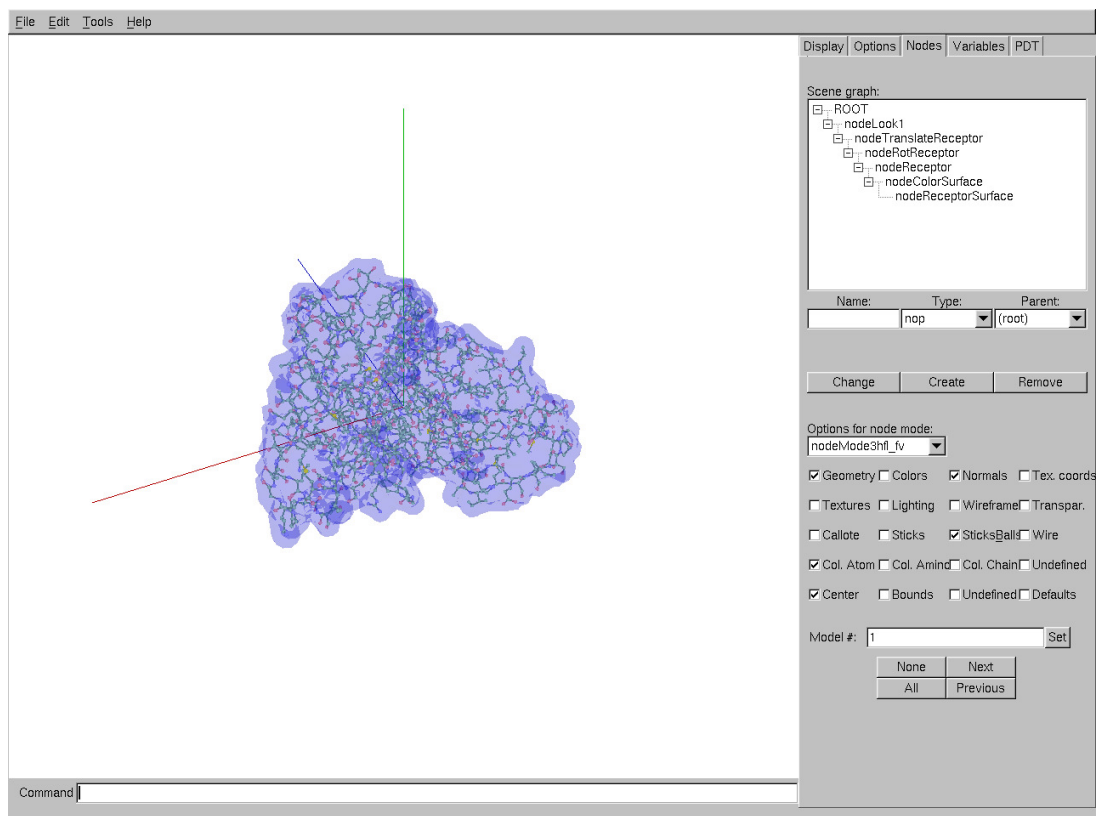 File Edit Tools Help
Display Options Nodes Variables PDT
Scene graph:
ROOT
nodeLook1
nodeTranslateReceptor
nodeRotReceptor
nodeReceptor
nodeColorSurface
nodeReceptorSurface
Name: Type: Parent:
nop (root)
Change Create Remove
Options for node mode:
nodeMode3hfl_fv
Geometry Colors Normals Tex. coords
Textures Lighting Wireframe Transpar.
Callote Sticks SticksBalls Wire
Col. Atom Col. Amino Col. Chain Undefined
Center Bounds Undefined Defaults
Model #: 1 Set
None Next
All Previous
Command